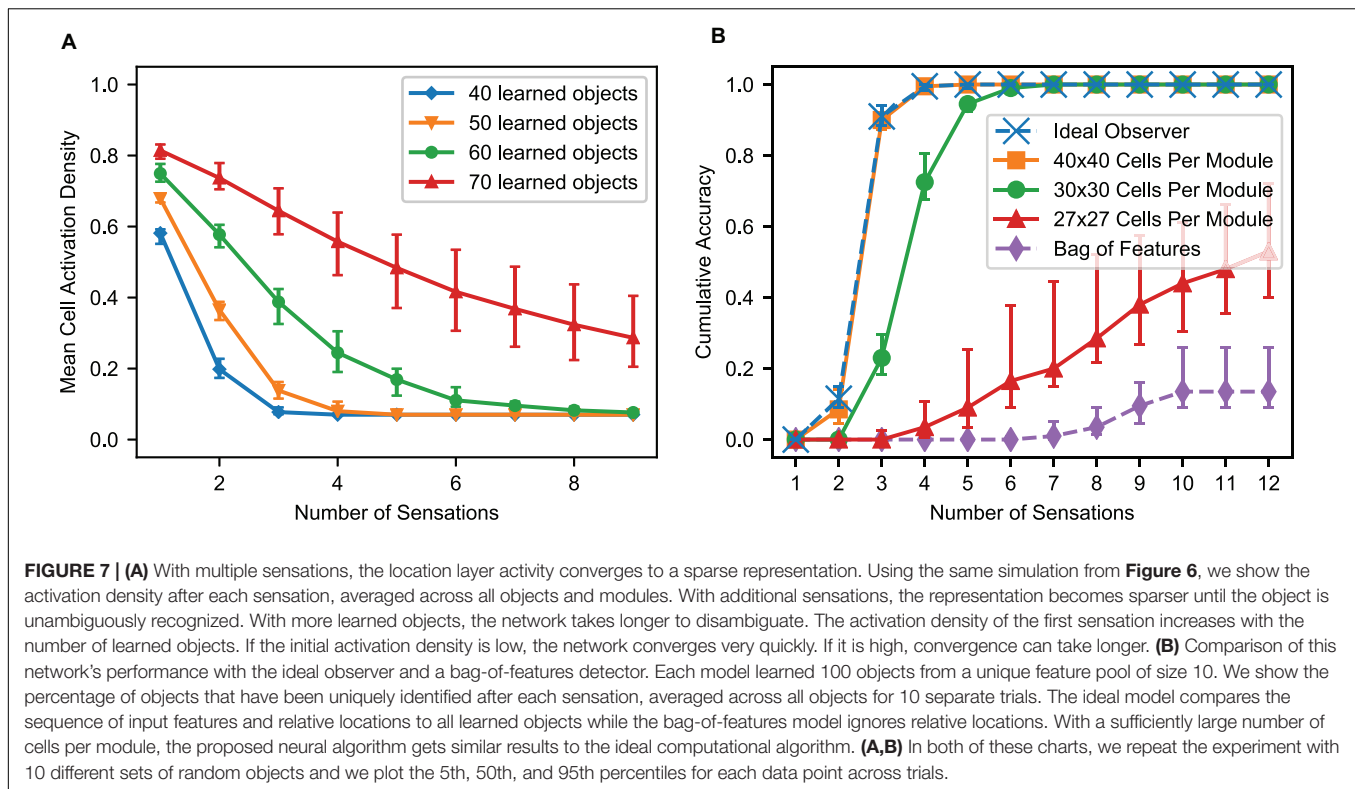 A
B
1.0
0.8
0.6
0.4
0.2
0.0
Mean Cell Activation Density
40 learned objects
50 learned objects
60 learned objects
70 learned objects
2
4
6
8
Number of Sensations
1.0
0.8
0.6
0.4
0.2
0.0
Cumulative Accuracy
Ideal Observer
40x40 Cells Per Module
30x30 Cells Per Module
27x27 Cells Per Module
Bag of Features
1 2 3 4 5 6 7 8 9 10 11 12
Number of Sensations
FIGURE 7 | (A) With multiple sensations, the location layer activity converges to a sparse representation. Using the same simulation from Figure 6, we show the
activation density after each sensation, averaged across all objects and modules. With additional sensations, the representation becomes sparser until the object is
unambiguously recognized. With more learned objects, the network takes longer to disambiguate. The activation density of the first sensation increases with the
number of learned objects. If the initial activation density is low, the network converges very quickly. If it is high, convergence can take longer. (B) Comparison of this
network's performance with the ideal observer and a bag-of-features detector. Each model learned 100 objects from a unique feature pool of size 10. We show the
percentage of objects that have been uniquely identified after each sensation, averaged across all objects for 10 separate trials. The ideal model compares the
sequence of input features and relative locations to all learned objects while the bag-of-features model ignores relative locations. With a sufficiently large number of
cells per module, the proposed neural algorithm gets similar results to the ideal computational algorithm. (A,B) In both of these charts, we repeat the experiment with
10 different sets of random objects and we plot the 5th, 50th, and 95th percentiles for each data point across trials.